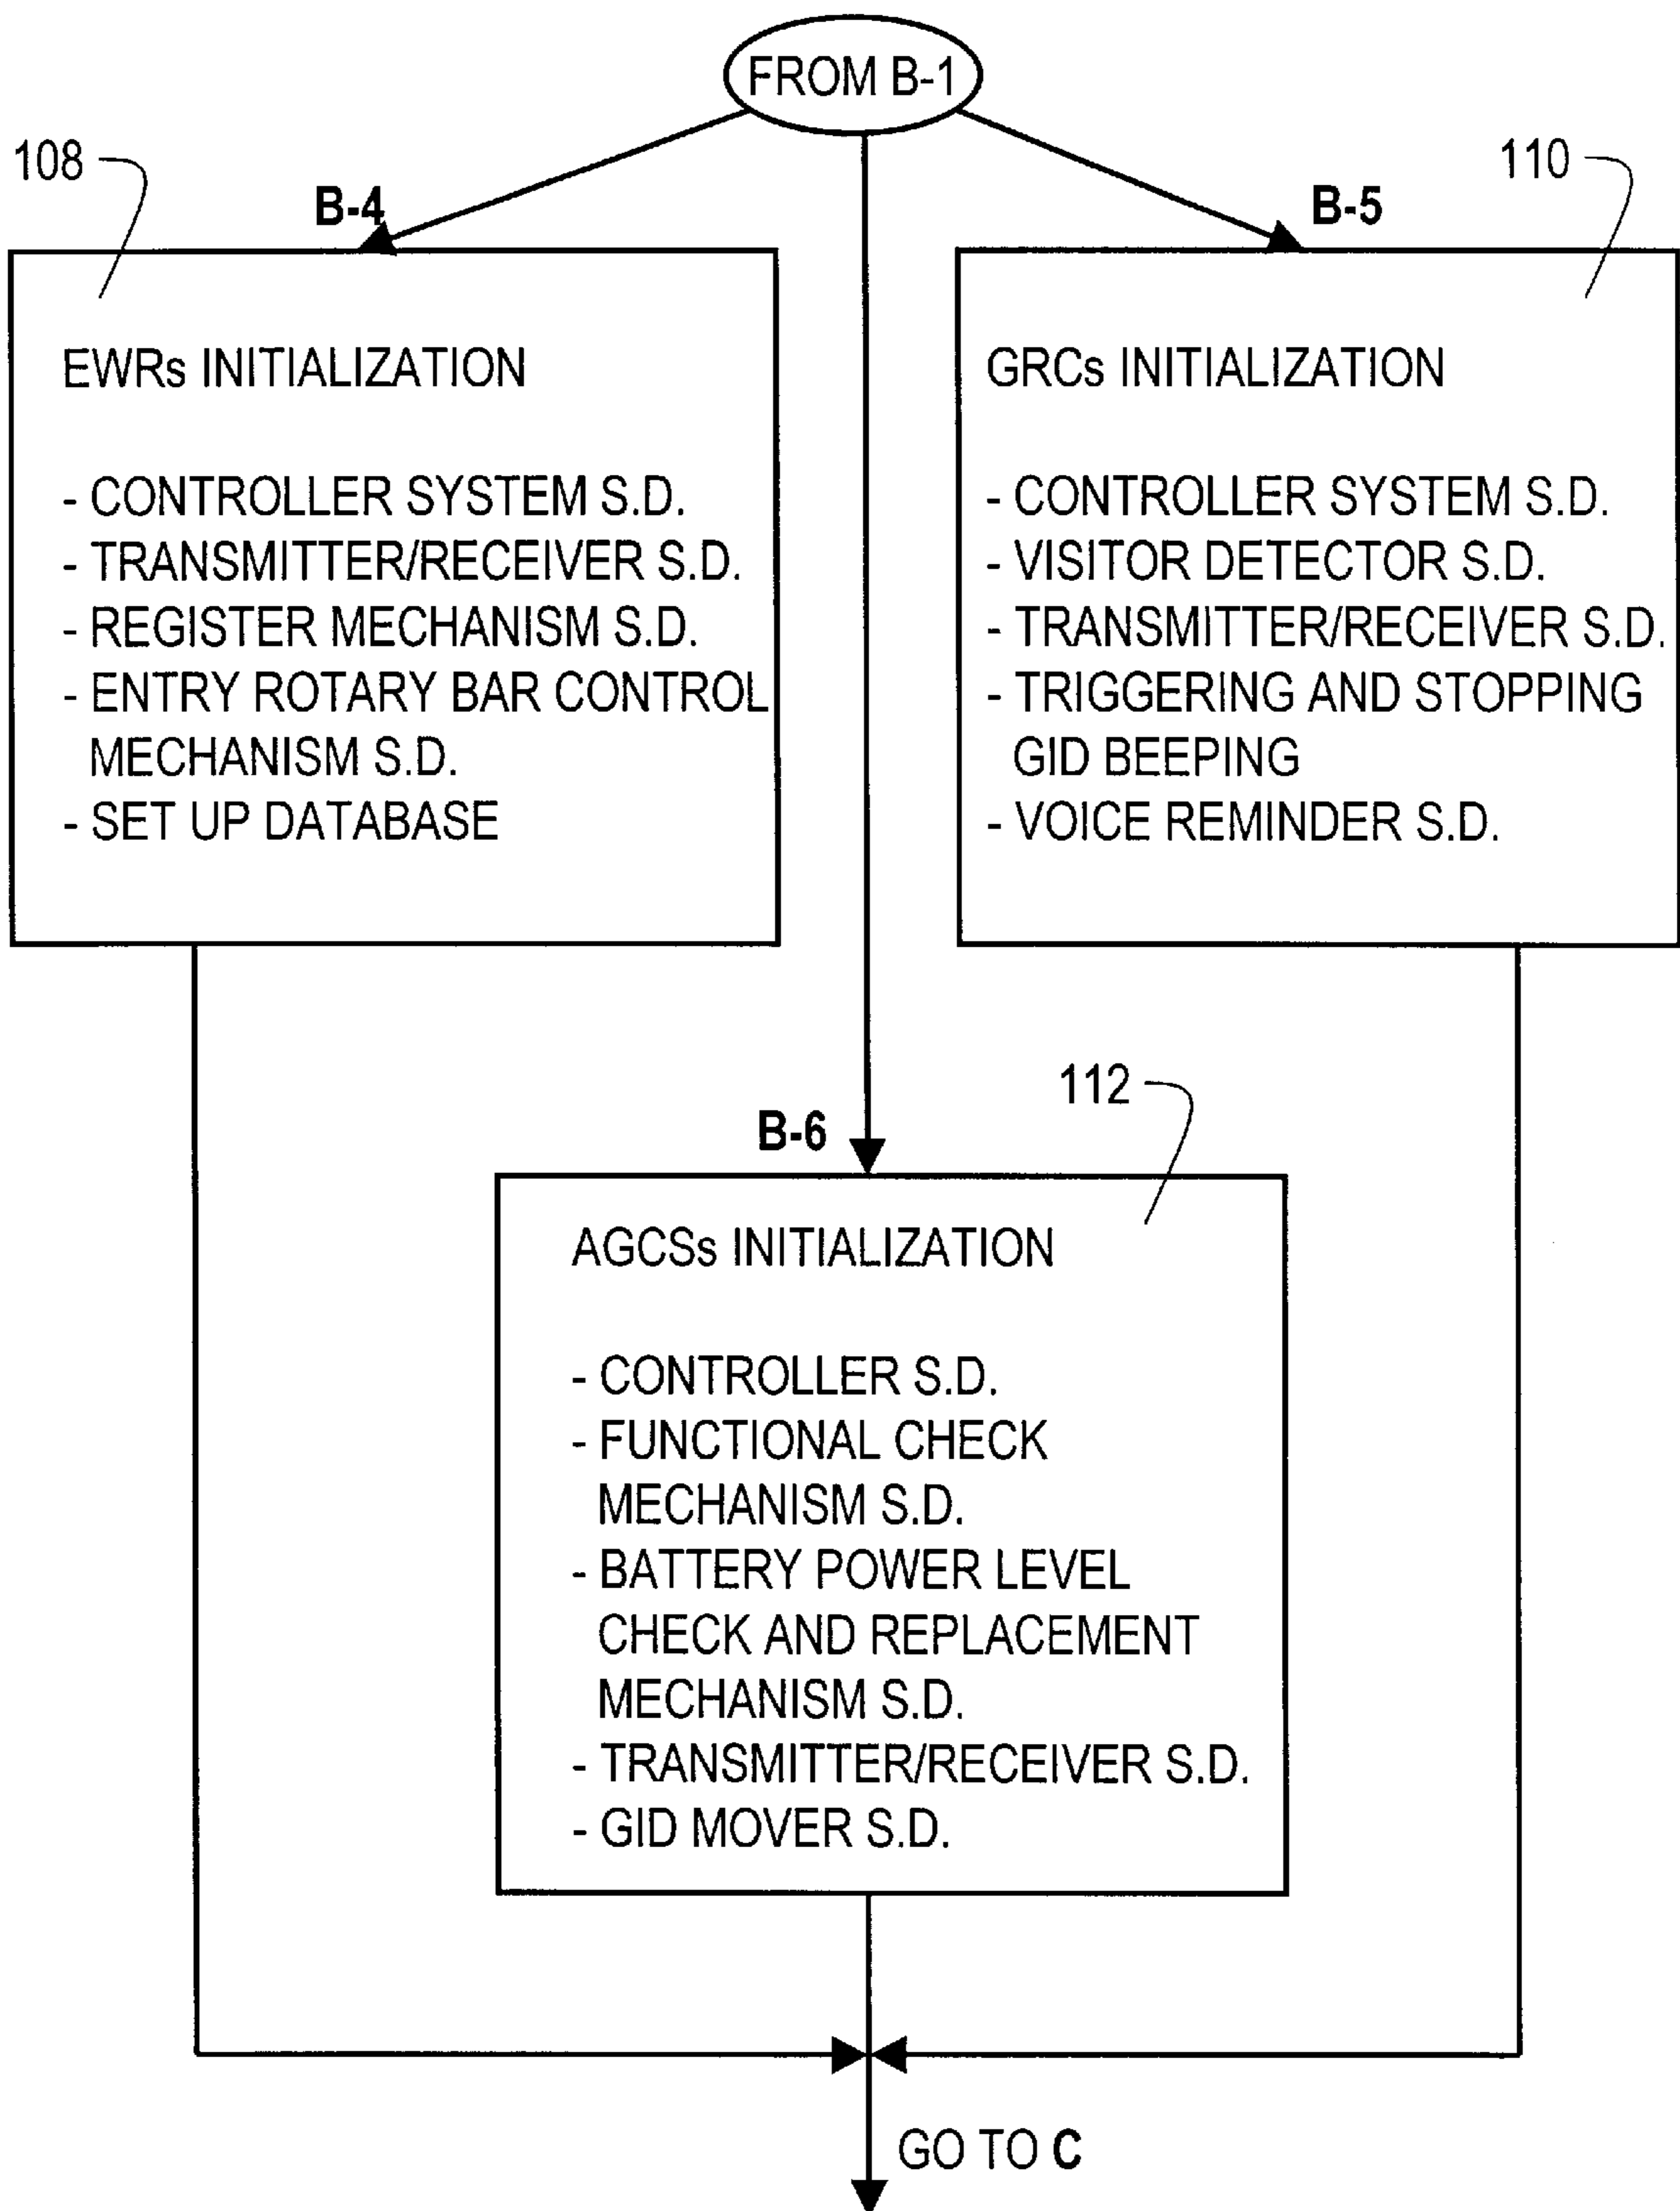 FROM B-1
108
B-4
EWRs INITIALIZATION
- CONTROLLER SYSTEM S.D.
- TRANSMITTER/RECEIVER S.D.
- REGISTER MECHANISM S.D.
- ENTRY ROTARY BAR CONTROL
MECHANISM S.D.
- SET UP DATABASE
110
B-5
GRCs INITIALIZATION
- CONTROLLER SYSTEM S.D.
- VISITOR DETECTOR S.D.
- TRANSMITTER/RECEIVER S.D.
- TRIGGERING AND STOPPING
GID BEEPING
- VOICE REMINDER S.D.
112
B-6
AGCSs INITIALIZATION
- CONTROLLER S.D.
- FUNCTIONAL CHECK
MECHANISM S.D.
- BATTERY POWER LEVEL
CHECK AND REPLACEMENT
MECHANISM S.D.
- TRANSMITTER/RECEIVER S.D.
- GID MOVER S.D.
GO TO C